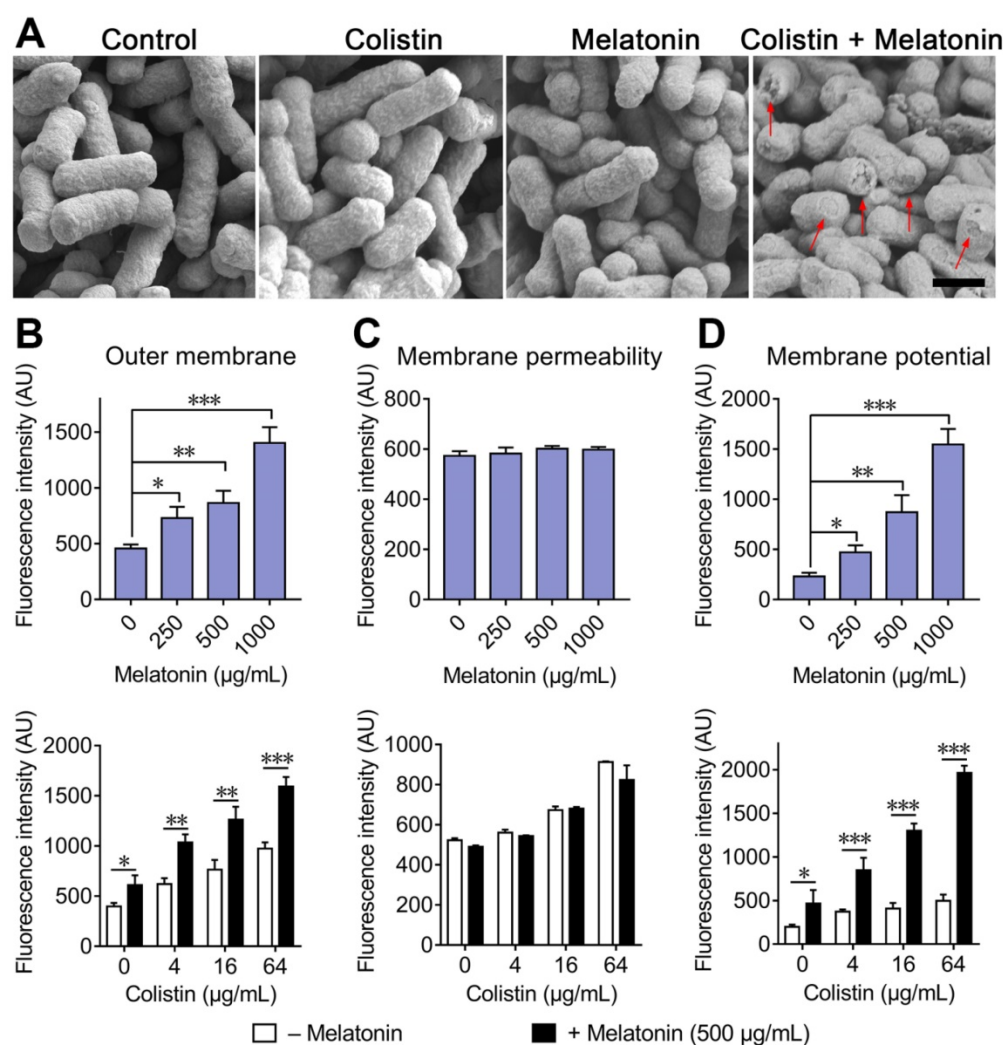 A
Control
Colistin
Melatonin
Colistin + Melatonin
B
Outer membrane
Fluorescence intensity (AU)
1500
1000
500
0
***
**
*
0
250
500
1000
Melatonin (µg/mL)
C
Membrane permeability
Fluorescence intensity (AU)
800
600
400
200
0
0
250
500
1000
Melatonin (µg/mL)
D
Membrane potential
Fluorescence intensity (AU)
2000
1500
1000
500
0
***
**
*
0
250
500
1000
Melatonin (µg/mL)
Fluorescence intensity (AU)
2000
1500
1000
500
0
*
**
**
***
0
4
16
64
Colistin (µg/mL)
Fluorescence intensity (AU)
1000
800
600
400
200
0
0
4
16
64
Colistin (µg/mL)
Fluorescence intensity (AU)
2000
1500
1000
500
0
*
***
***
***
0
4
16
64
Colistin (µg/mL)
– Melatonin
+ Melatonin (500 µg/mL)